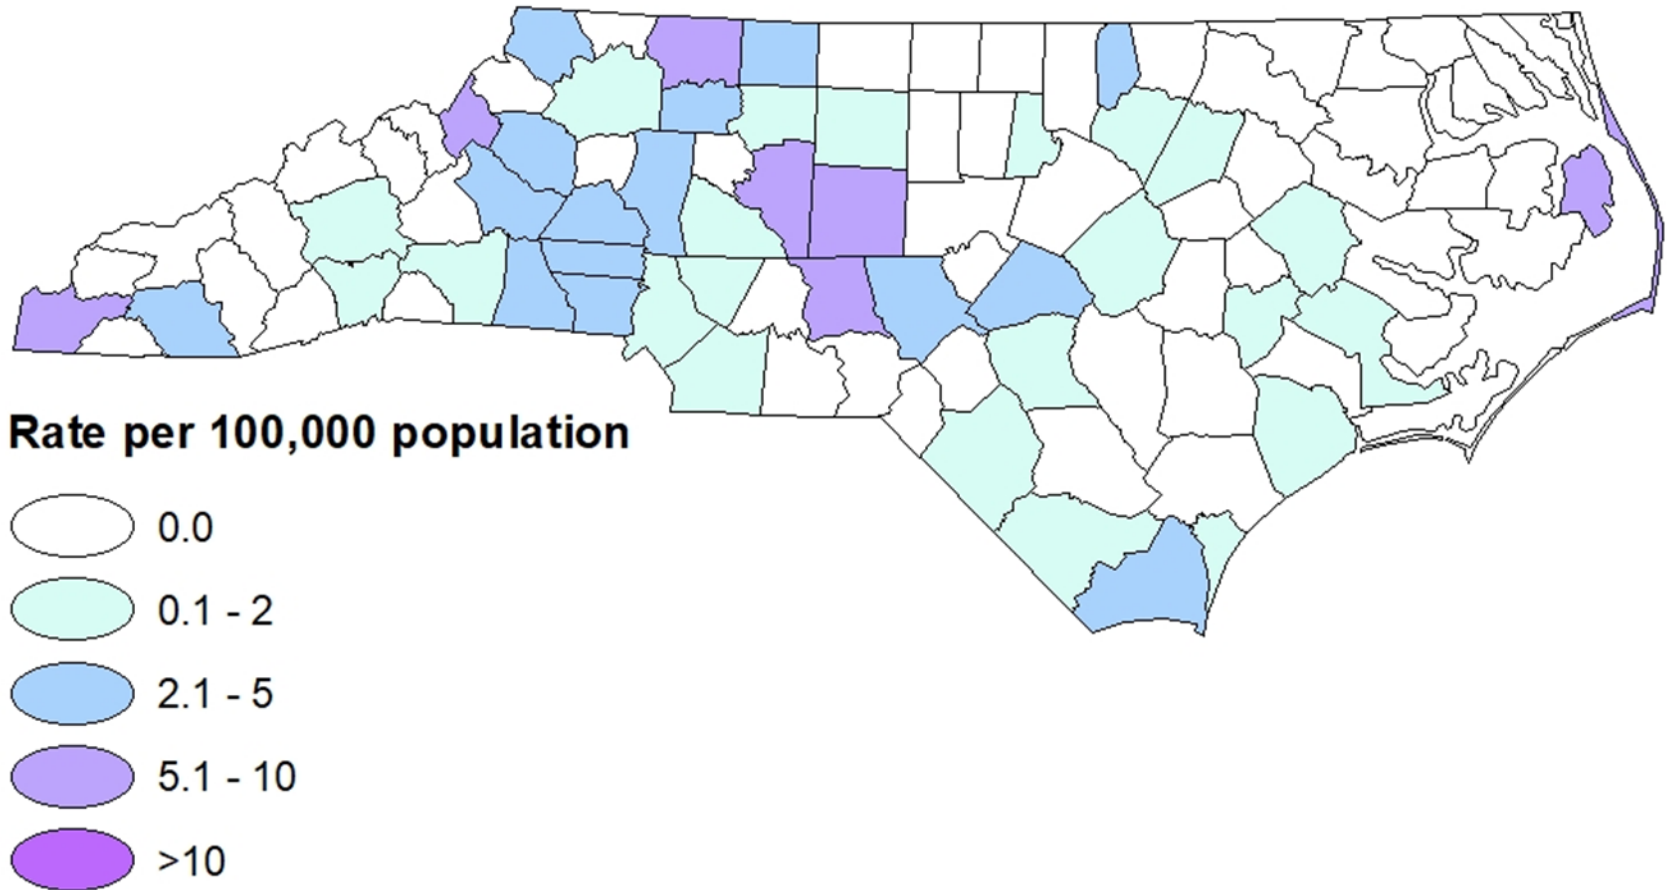 Rate per 100,000 population
0.0
0.1 - 2
2.1 - 5
5.1 - 10
>10